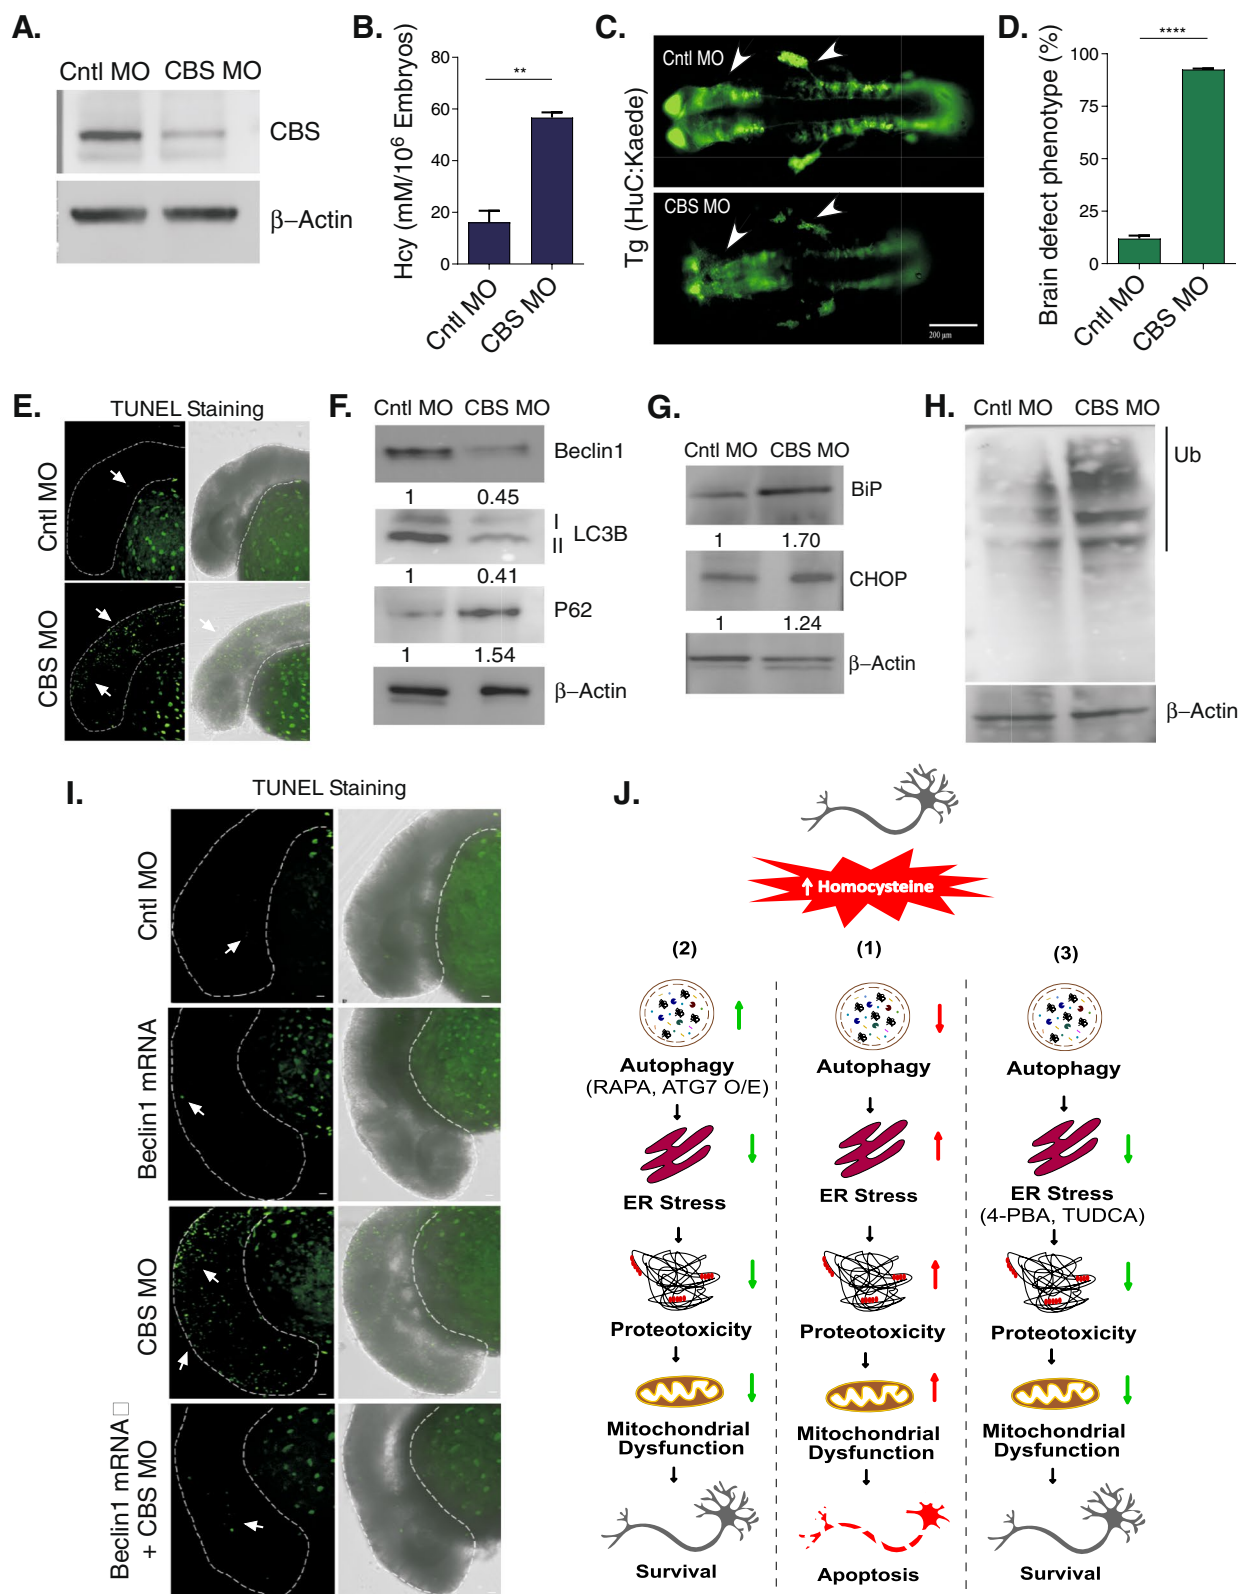 A.
Cntl MO CBS MO
CBS
β–Actin
B.
Hcy (mM/10⁶ Embryos)
80
60
40
20
0
**
Cntl MO
CBS MO
C.
Tg (HuC:Kaede)
Cntl MO
CBS MO
200 μm
D.
Brain defect phenotype (%)
100
75
50
25
0
****
Cntl MO
CBS MO
E.
TUNEL Staining
Cntl MO
CBS MO
F.
Cntl MO CBS MO
Beclin1
1 0.45
I
II
LC3B
1 0.41
P62
1 1.54
β–Actin
G.
Cntl MO CBS MO
BiP
1 1.70
CHOP
1 1.24
β–Actin
H.
Cntl MO CBS MO
Ub
β–Actin
I.
TUNEL Staining
Cntl MO
Beclin1 mRNA
CBS MO
Beclin1 mRNA□
+ CBS MO
J.
↑ Homocysteine
(2) (1) (3)
Autophagy
(RAPA, ATG7 O/E)
ER Stress
Proteotoxicity
Mitochondrial
Dysfunction
Survival
Autophagy
ER Stress
Proteotoxicity
Mitochondrial
Dysfunction
Apoptosis
Autophagy
ER Stress
(4-PBA, TUDCA)
Proteotoxicity
Mitochondrial
Dysfunction
Survival